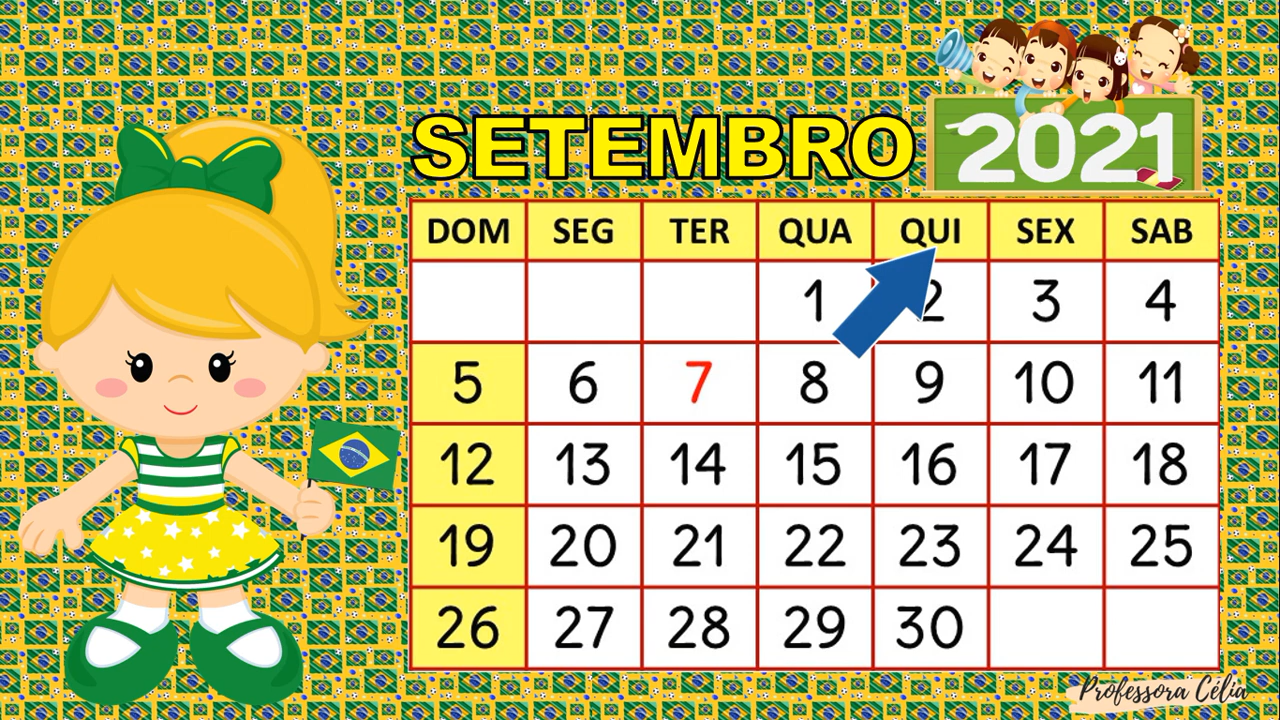 SETEMBRO 2021
DOM SEG TER QUA QUI SEX SAB
1 2 3 4
5 6 7 8 9 10 11
12 13 14 15 16 17 18
19 20 21 22 23 24 25
26 27 28 29 30
Professora Célia